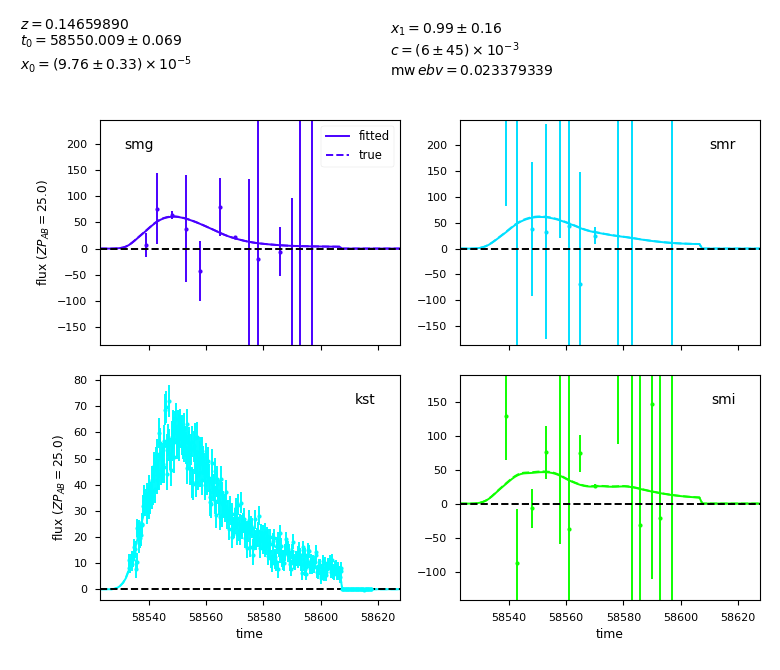 z = 0.14659890
t0 = 58550.009 ± 0.069
x0 = (9.76 ± 0.33) × 10^-5
x1 = 0.99 ± 0.16
c = (6 ± 45) × 10^-3
mw ebv = 0.023379339
smg
fitted
true
flux (ZP_AB = 25.0)
200
150
100
50
0
−50
−100
−150
smr
200
150
100
50
0
−50
−100
−150
kst
flux (ZP_AB = 25.0)
80
70
60
50
40
30
20
10
0
58540 58560 58580 58600 58620
time
smi
150
100
50
0
−50
−100
58540 58560 58580 58600 58620
time